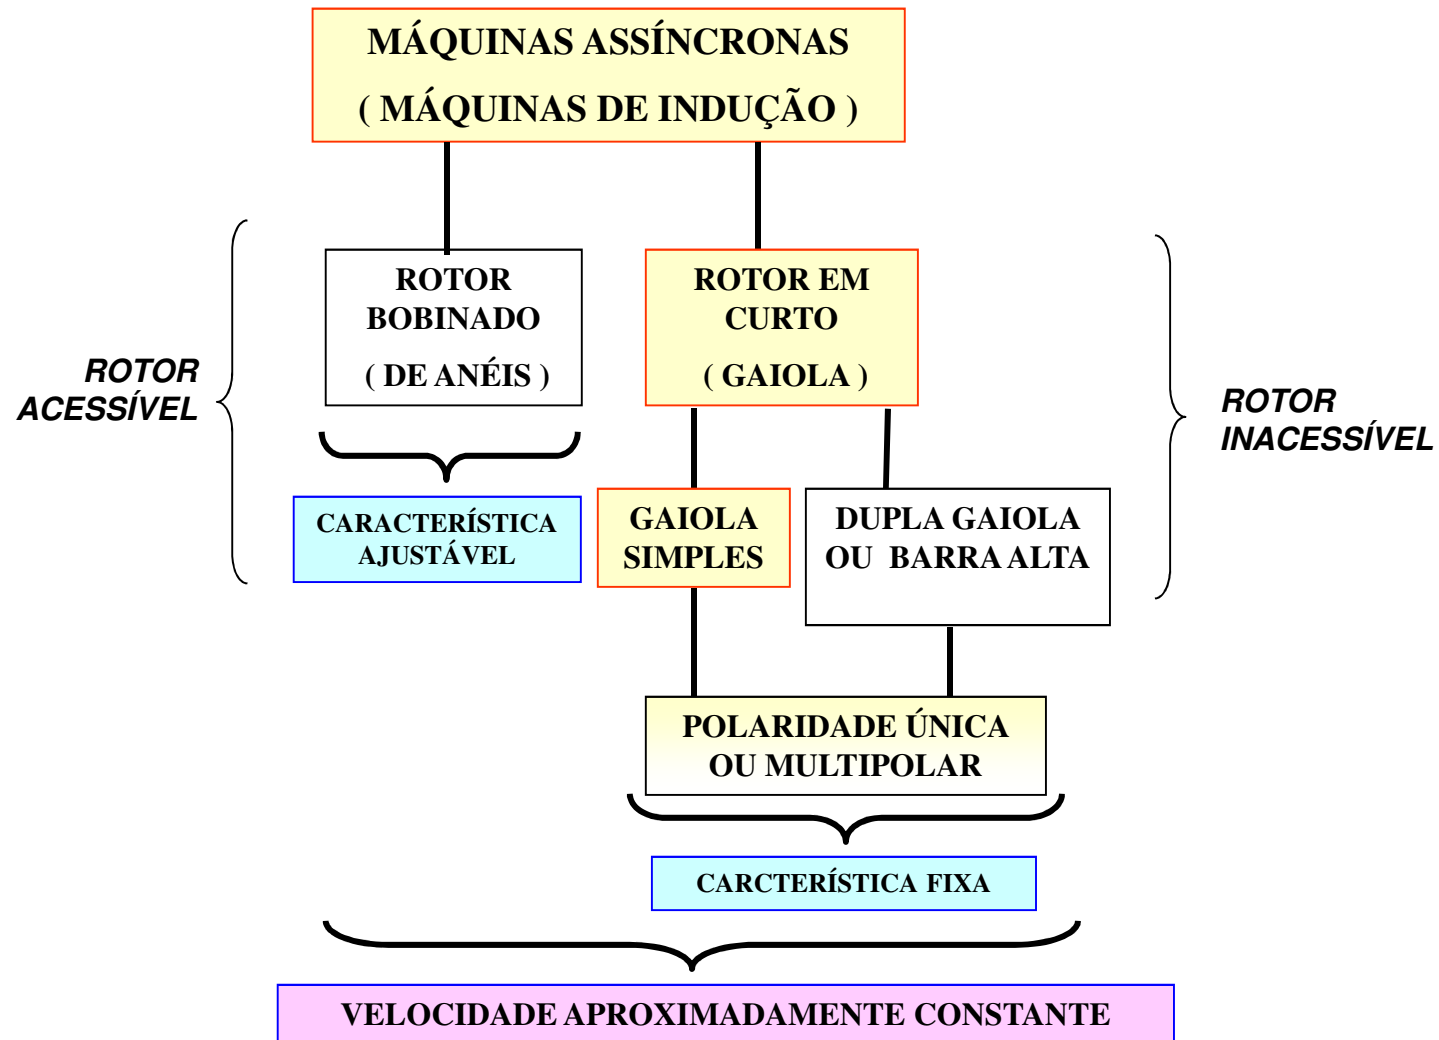 MÁQUINAS ASSÍNCRONAS
( MÁQUINAS DE INDUÇÃO )
ROTOR
BOBINADO
( DE ANÉIS )
ROTOR EM
CURTO
( GAIOLA )
ROTOR
ACESSÍVEL
ROTOR
INACESSÍVEL
CARACTERÍSTICA
AJUSTÁVEL
GAIOLA
SIMPLES
DUPLA GAIOLA
OU BARRA ALTA
POLARIDADE ÚNICA
OU MULTIPOLAR
CARCTERÍSTICA FIXA
VELOCIDADE APROXIMADAMENTE CONSTANTE